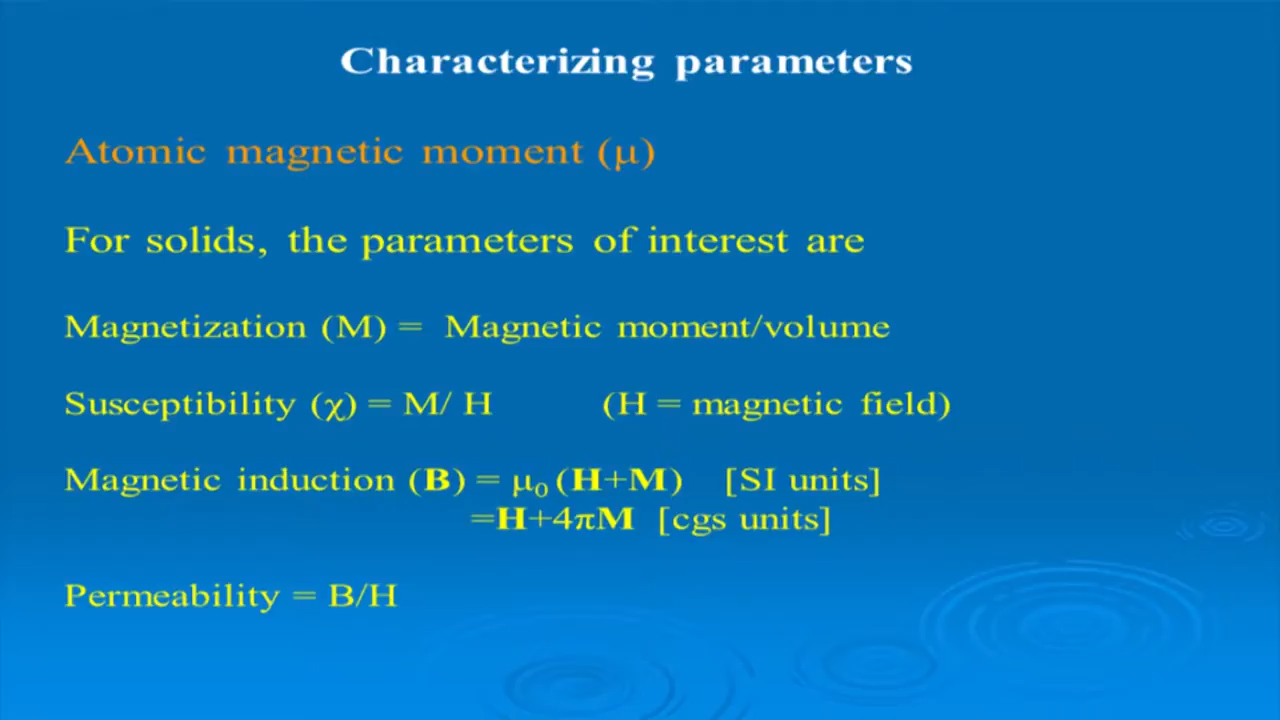 Characterizing parameters
Atomic magnetic moment (μ)
For solids, the parameters of interest are
Magnetization (M) = Magnetic moment/volume
Susceptibility (χ) = M/ H (H = magnetic field)
Magnetic induction (B) = μ₀ (H+M) [SI units]
=H+4πM [cgs units]
Permeability = B/H